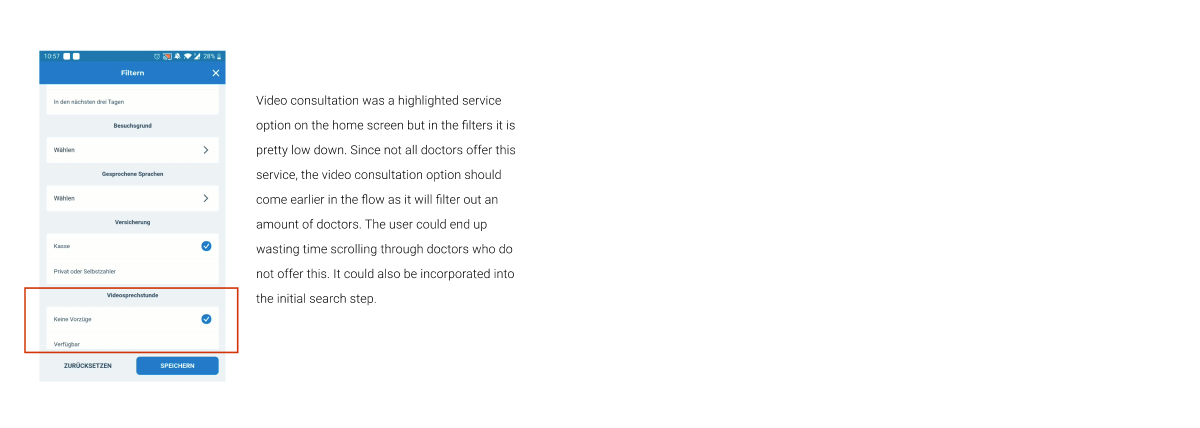 10:57
28%
Filtern
In den nächsten drei Tagen
Besuchsgrund
Wählen
Gesprochene Sprachen
Wählen
Versicherung
Kasse
Privat oder Selbstzahler
Videosprechstunde
Keine Vorzüge
Verfügbar
ZURÜCKSETZEN
SPEICHERN
Video consultation was a highlighted service
option on the home screen but in the filters it is
pretty low down. Since not all doctors offer this
service, the video consultation option should
come earlier in the flow as it will filter out an
amount of doctors. The user could end up
wasting time scrolling through doctors who do
not offer this. It could also be incorporated into
the initial search step.